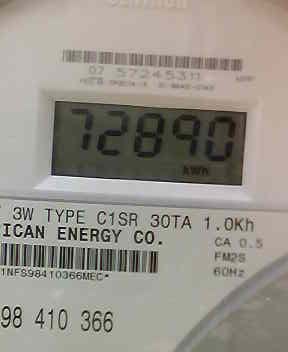 07 57245311
72890
kWh
3W TYPE C1SR 30TA 1.0Kh
ICAN ENERGY CO.
CA 0.5
FM2S
60Hz
1NFS98410366MEC*
98 410 366